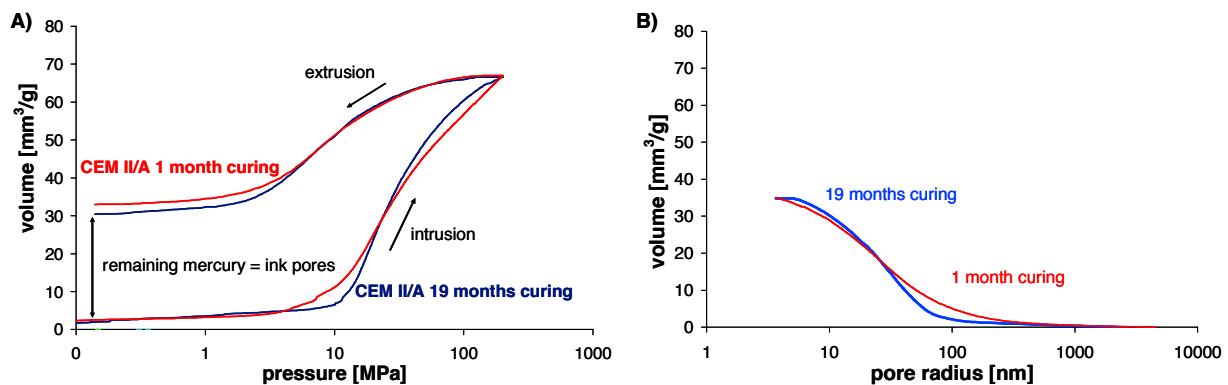 A)
80
70
60
50
40
30
20
10
0
volume [mm³/g]
0
1
10
100
1000
pressure [MPa]
extrusion
CEM II/A 1 month curing
intrusion
remaining mercury = ink pores
CEM II/A 19 months curing
B)
80
70
60
50
40
30
20
10
0
volume [mm³/g]
1
10
100
1000
10000
pore radius [nm]
19 months curing
1 month curing